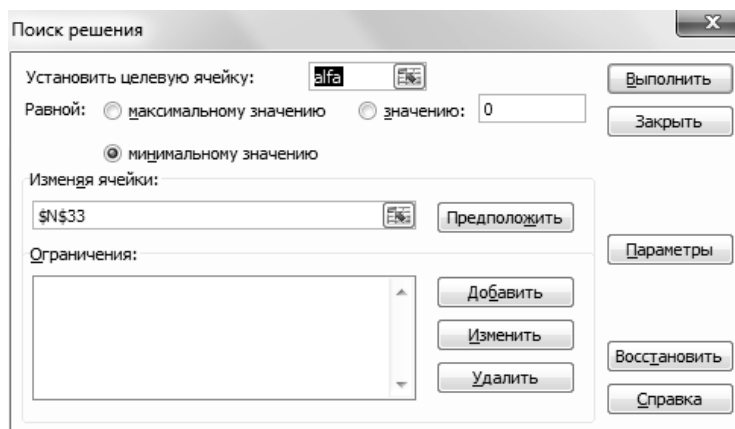 Поиск решения
x
Установить целевую ячейку: alfa
Выполнить
Равной: максимальному значению значению: 0
Закрыть
минимальному значению
Изменяя ячейки:
$N$33
Предположить
Ограничения:
Параметры
Добавить
Изменить
Восстановить
Удалить
Справка